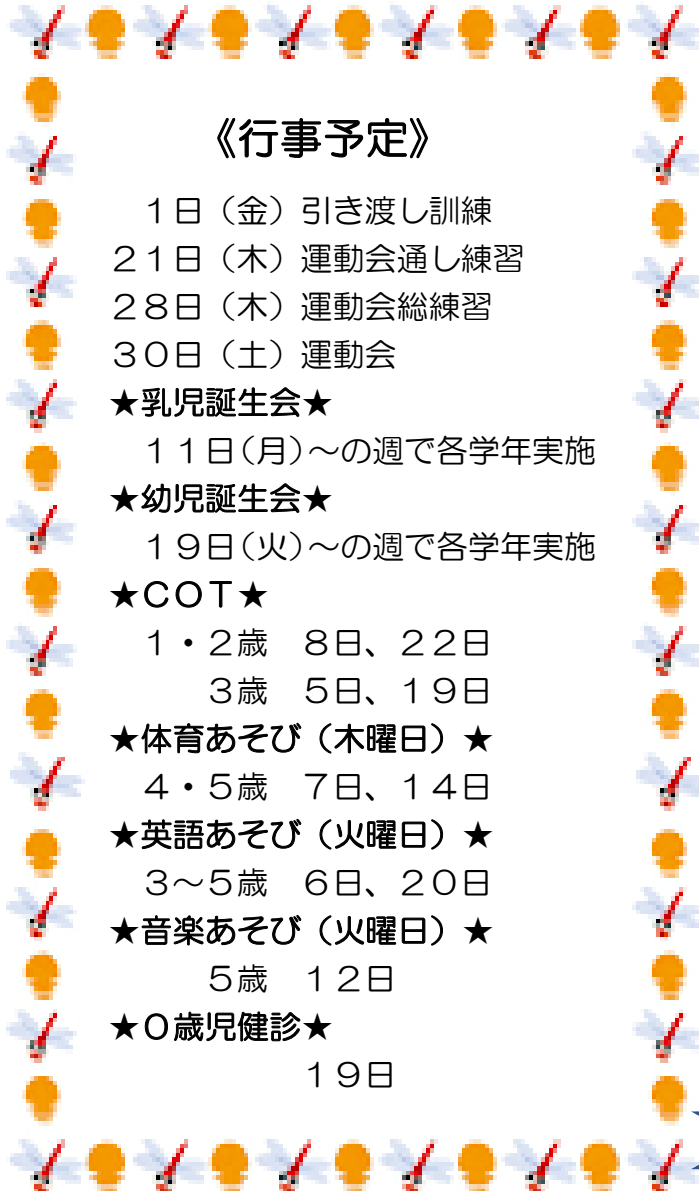 《行事予定》
１日（金）引き渡し訓練
２１日（木）運動会通し練習
２８日（木）運動会総練習
３０日（土）運動会
★乳児誕生会★
１１日（月）～の週で各学年実施
★幼児誕生会★
１９日（火）～の週で各学年実施
★ＣＯＴ★
１・２歳　８日、２２日
３歳　５日、１９日
★体育あそび（木曜日）★
４・５歳　７日、１４日
★英語あそび（火曜日）★
３～５歳　６日、２０日
★音楽あそび（火曜日）★
５歳　１２日
★０歳児健診★
１９日